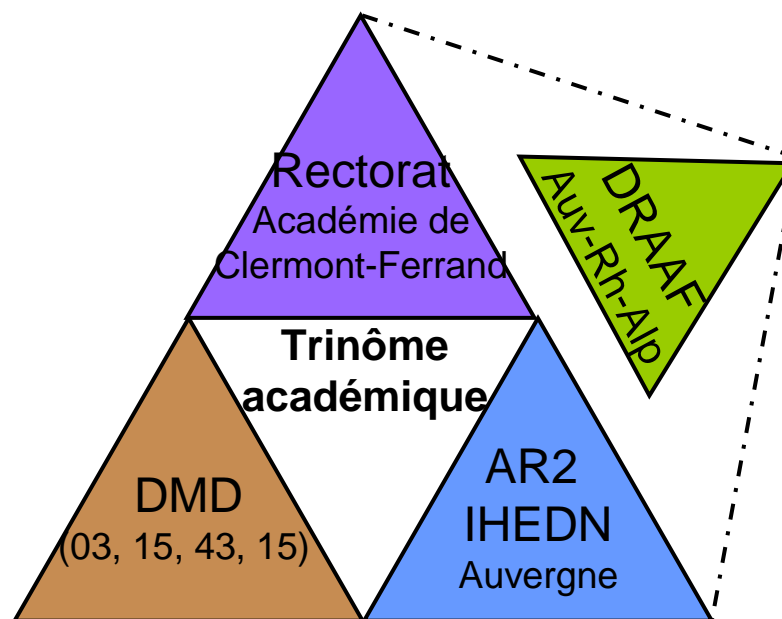 Rectorat
Académie de
Clermont-Ferrand
DRAAF
Auv-Rh-Alp
Trinôme
académique
DMD
(03, 15, 43, 15)
AR2
IHEDN
Auvergne